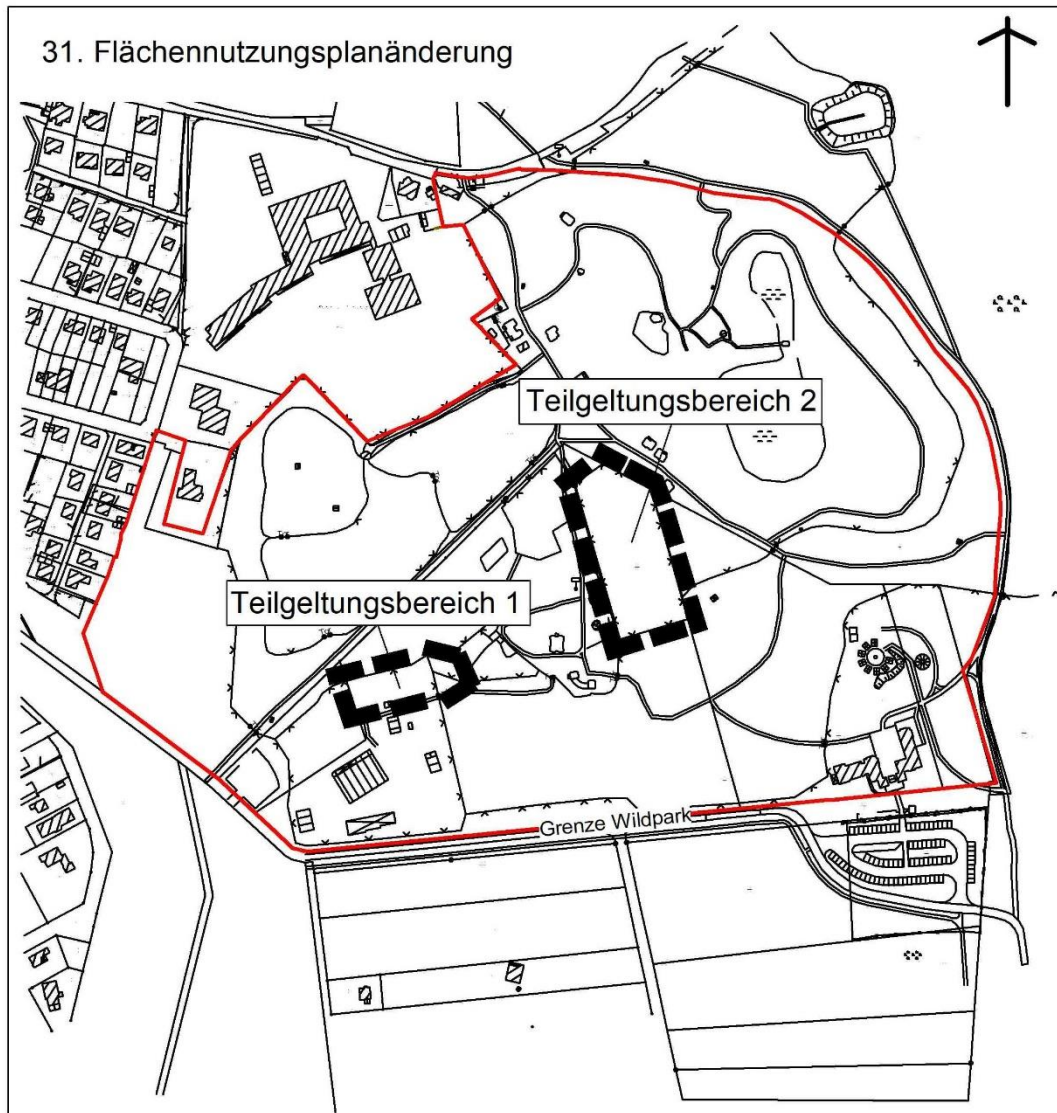 31. Flächennutzungsplanänderung
Teilgeltungsbereich 2
Teilgeltungsbereich 1
Grenze Wildpark